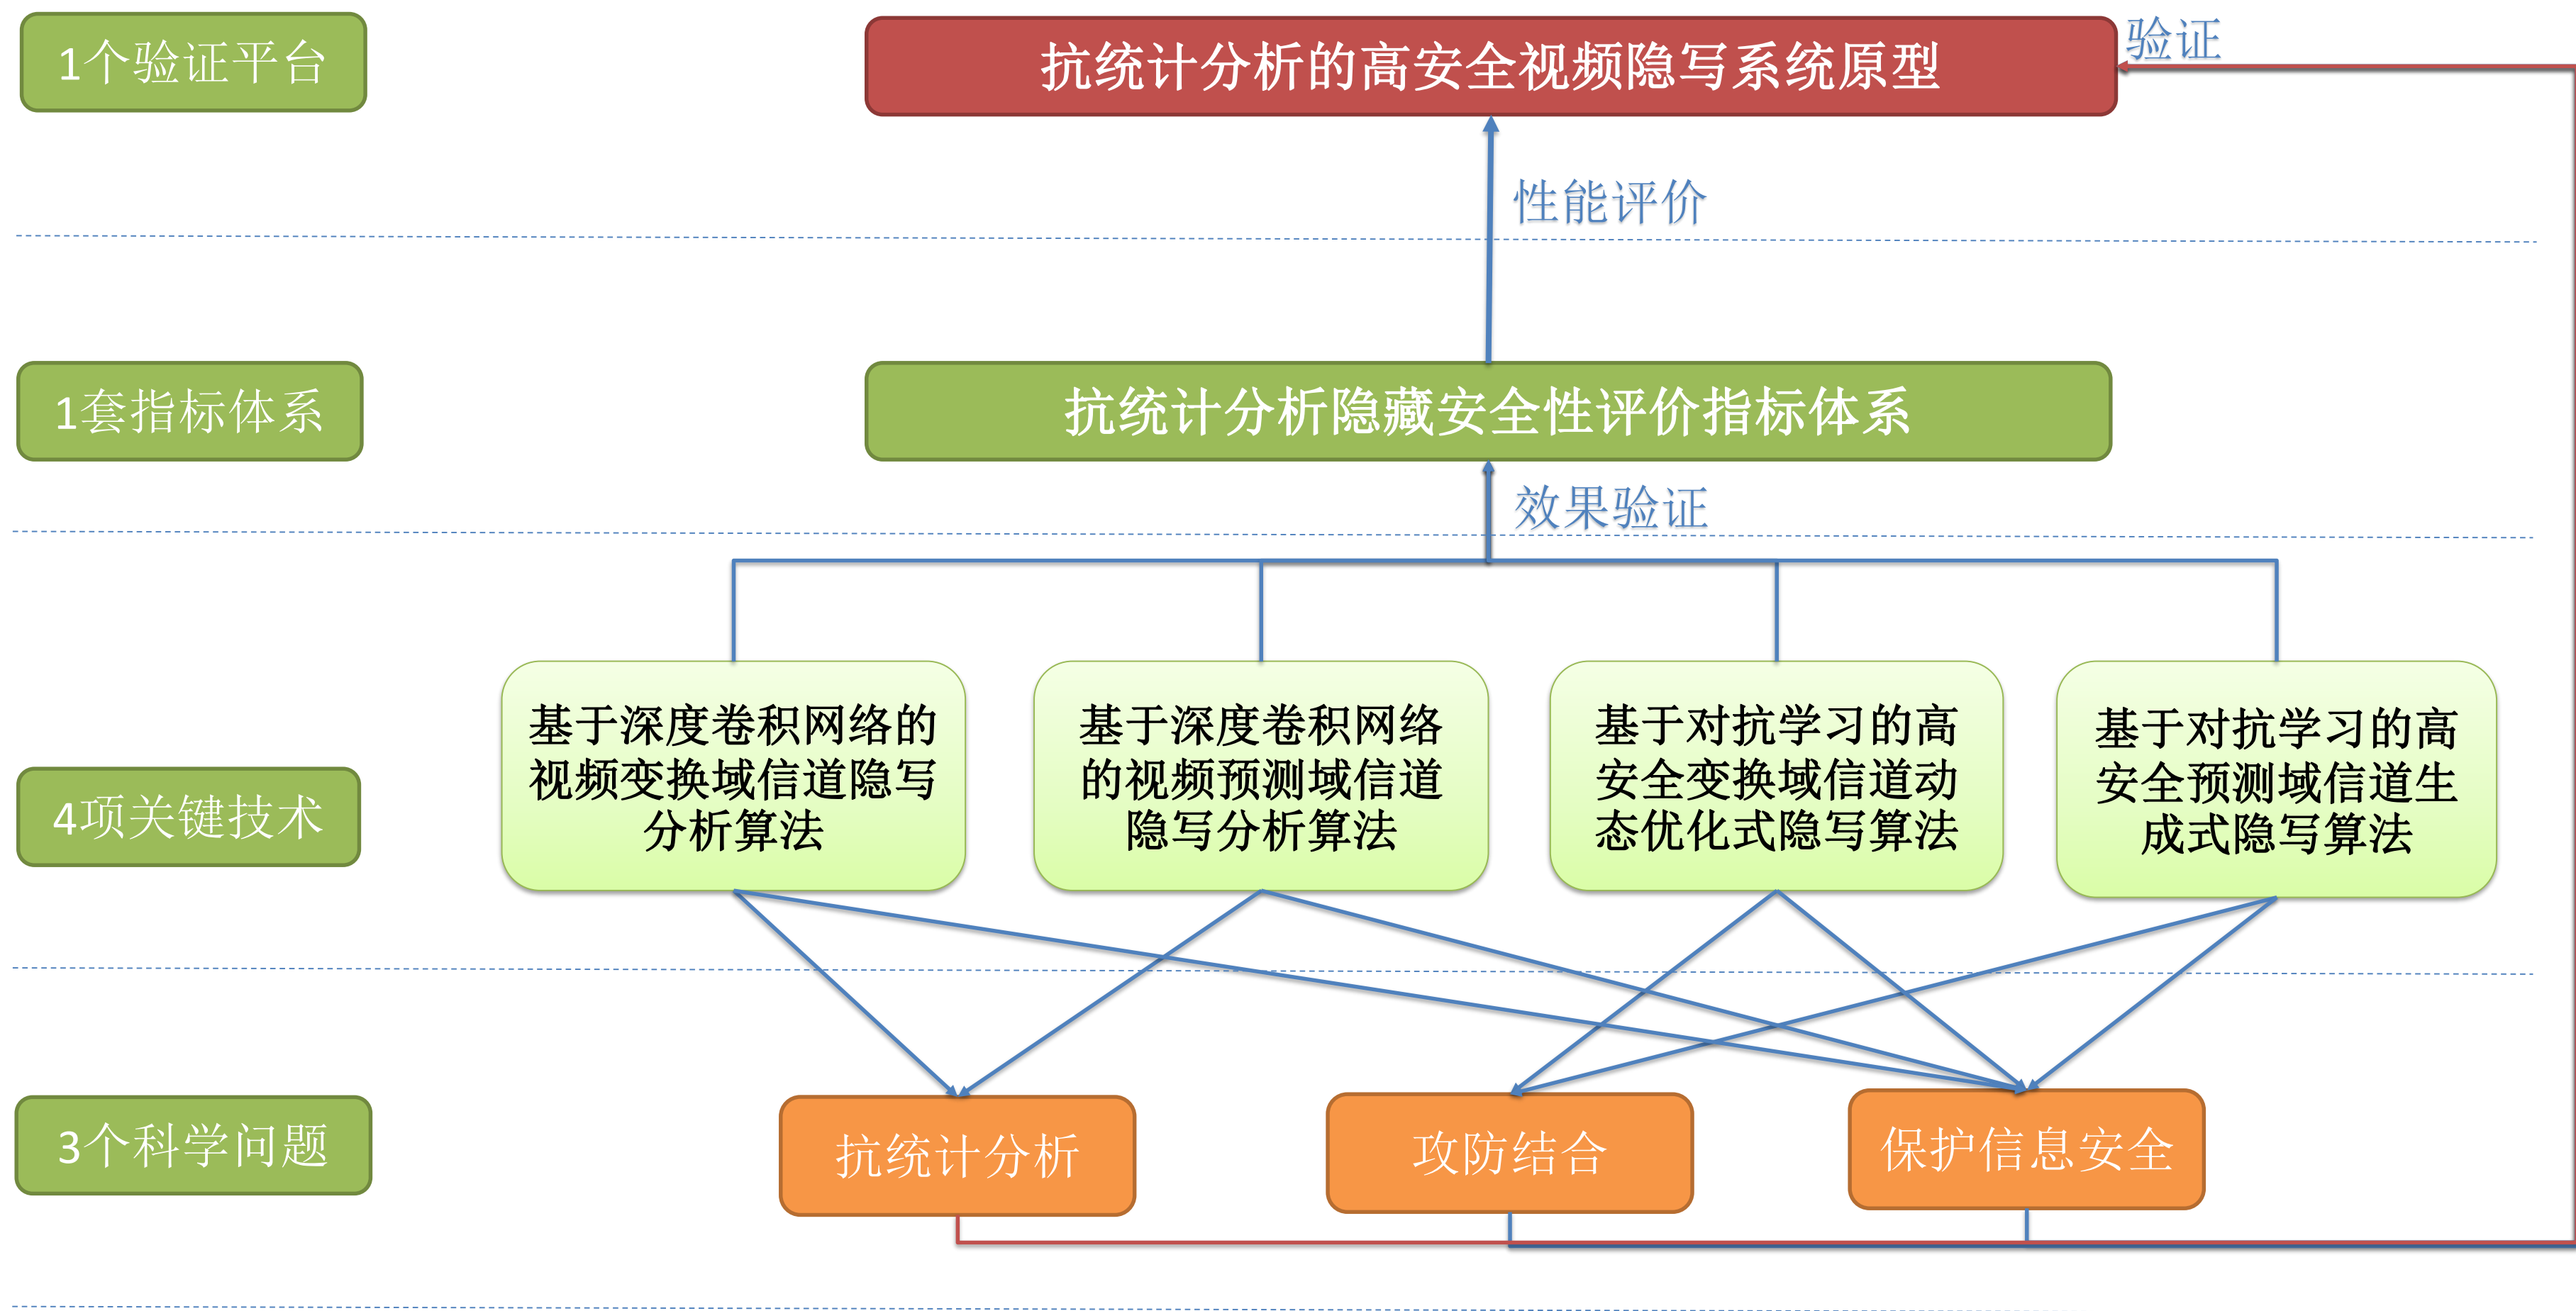 1个验证平台
抗统计分析的高安全视频隐写系统原型
验证
性能评价
1套指标体系
抗统计分析隐藏安全性评价指标体系
效果验证
4项关键技术
基于深度卷积网络的
视频变换域信道隐写
分析算法
基于深度卷积网络
的视频预测域信道
隐写分析算法
基于对抗学习的高
安全变换域信道动
态优化式隐写算法
基于对抗学习的高
安全预测域信道生
成式隐写算法
3个科学问题
抗统计分析
攻防结合
保护信息安全